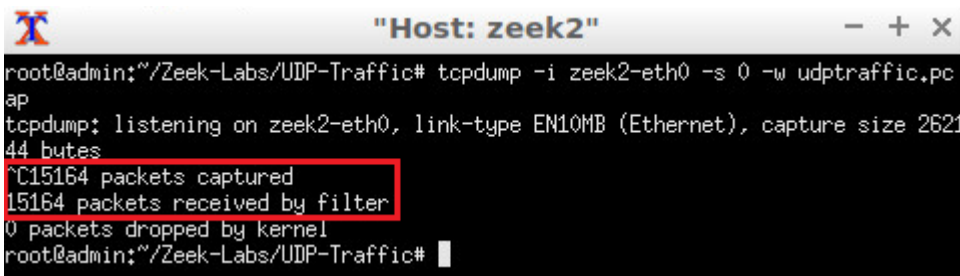 "Host: zeek2"
root@admin:~/Zeek-Labs/UDP-Traffic# tcpdump -i zeek2-eth0 -s 0 -w udptraffic.pc
ap
tcpdump: listening on zeek2-eth0, link-type EN10MB (Ethernet), capture size 2621
44 bytes
^C15164 packets captured
15164 packets received by filter
0 packets dropped by kernel
root@admin:~/Zeek-Labs/UDP-Traffic#